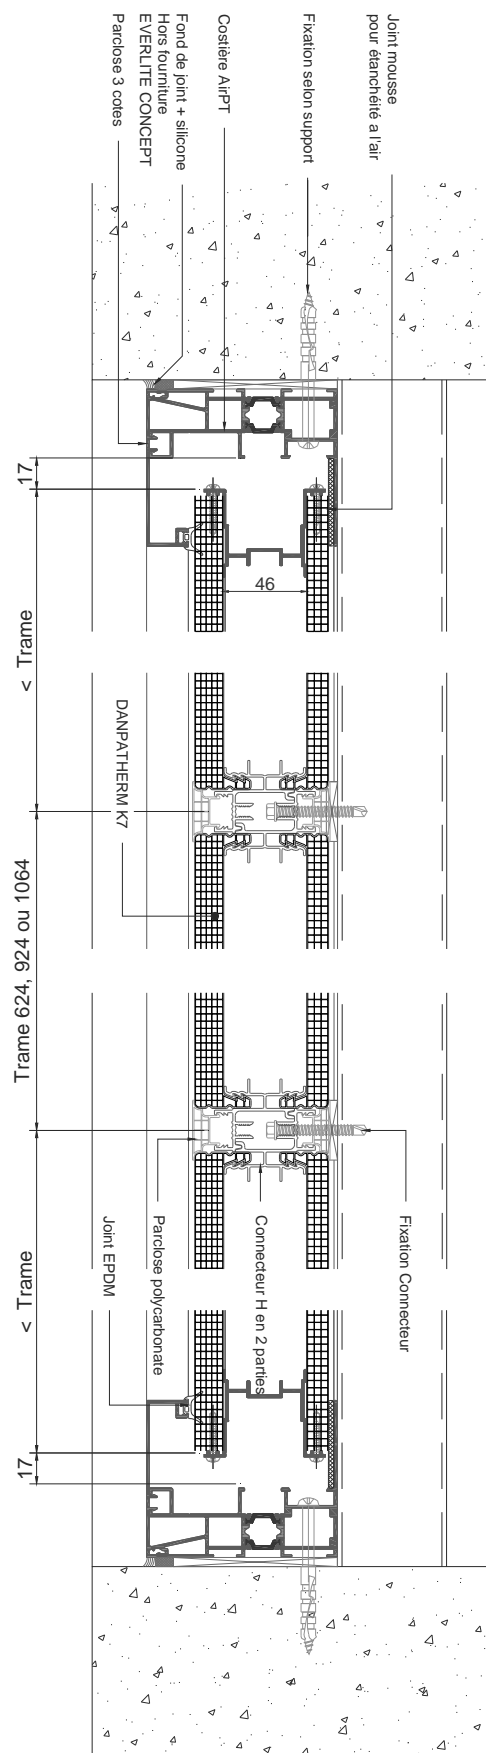 Joint mousse
pour étanchéité a l'air
Fixation selon support
Costière AirPT
Fond de joint + silicone
Hors fourniture
EVERLITE CONCEPT
Parclose 3 cotes
17
< Trame
46
DANPATHERM K7
Trame 624, 924 ou 1064
Fixation Connecteur
Connecteur H en 2 parties
Parclose polycarbonate
Joint EPDM
< Trame
17